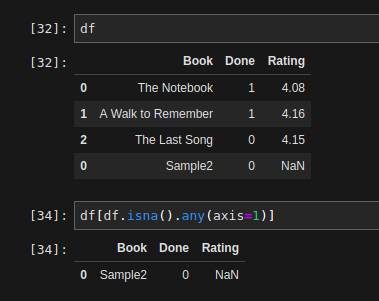 [32]: df
[32]: Book Done Rating
0 The Notebook 1 4.08
1 A Walk to Remember 1 4.16
2 The Last Song 0 4.15
0 Sample2 0 NaN
[34]: df[df.isna().any(axis=1)]
[34]: Book Done Rating
0 Sample2 0 NaN